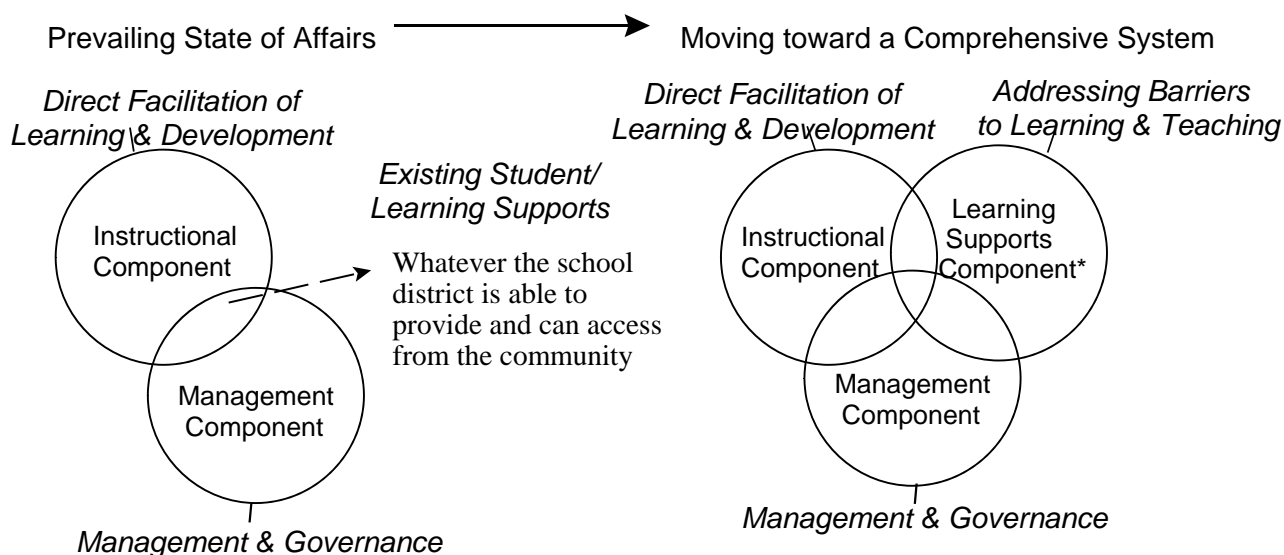 Prevailing State of Affairs
Moving toward a Comprehensive System
Direct Facilitation of
Learning & Development
Instructional
Component
Management
Component
Management & Governance
Existing Student/
Learning Supports
Whatever the school
district is able to
provide and can access
from the community
Direct Facilitation of
Learning & Development
Addressing Barriers
to Learning & Teaching
Instructional
Component
Learning
Supports
Component*
Management
Component
Management & Governance